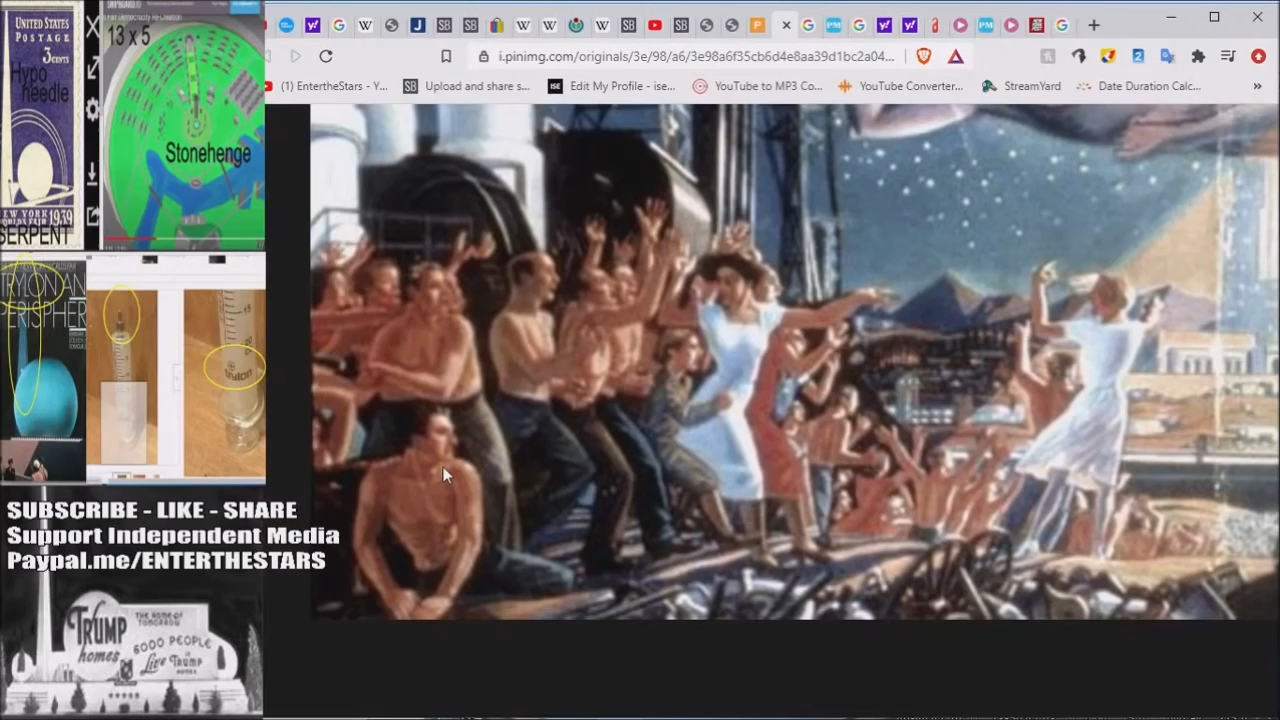 UNITED STATES
POSTAGE
3 CENTS
Hypo
needle
NEW YORK 1939
SERPENT
13 x 5
Stonehenge
TRYLON AN
PERISPHER
SUBSCRIBE - LIKE - SHARE
Support Independent Media
Paypal.me/ENTERTHESTARS
TRUMP
homes
THE HOME OF
TOMORROW
6000 PEOPLE
Live in TRUMP
HOMES
i.pinimg.com/originals/3e/98/a6/3e98a6f35cb6d4e8aa39d1bc2a04...
(1) EntertheStars - Y...
Upload and share s...
Edit My Profile - ise...
YouTube to MP3 Co...
YouTube Converter...
StreamYard
Date Duration Calc...